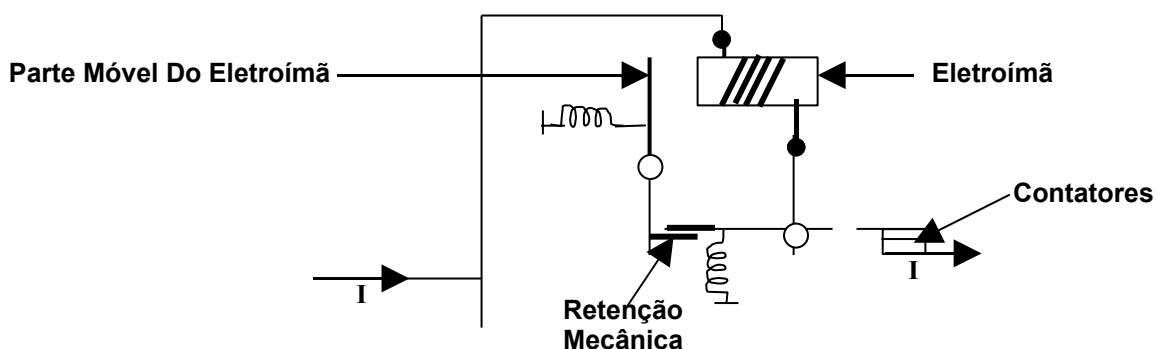 Parte Móvel Do Eletroímã
Eletroímã
Contatores
I
I
Retenção
Mecânica